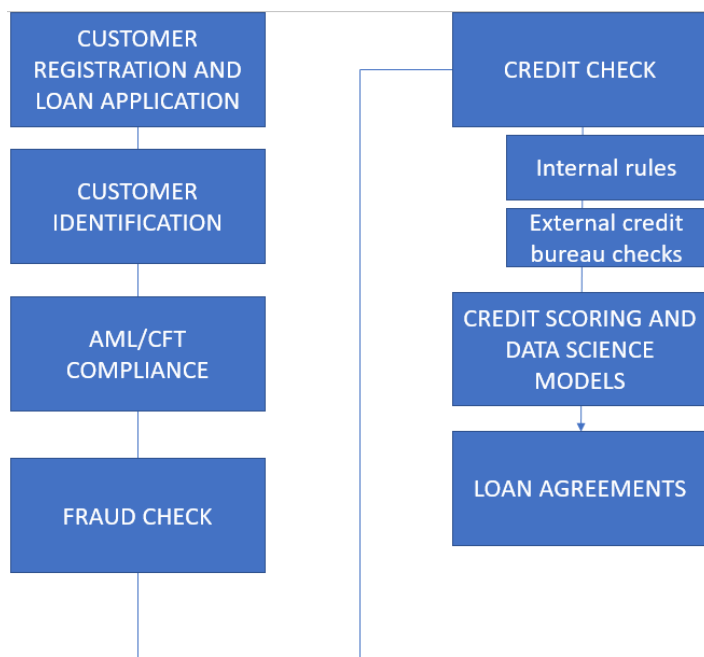 CUSTOMER
REGISTRATION AND
LOAN APPLICATION
CUSTOMER
IDENTIFICATION
AML/CFT
COMPLIANCE
FRAUD CHECK
CREDIT CHECK
Internal rules
External credit
bureau checks
CREDIT SCORING AND
DATA SCIENCE
MODELS
LOAN AGREEMENTS